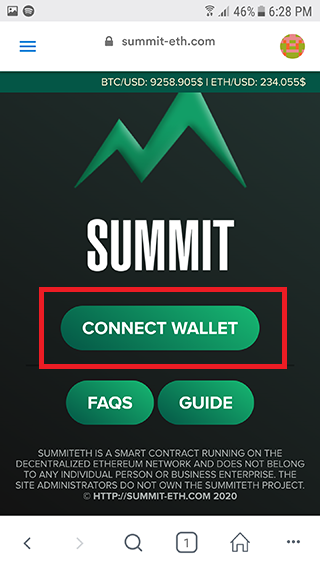 46% 6:28 PM
summit-eth.com
BTC/USD: 9258.905$ | ETH/USD: 234.055$
SUMMIT
CONNECT WALLET
FAQS GUIDE
SUMMITETH IS A SMART CONTRACT RUNNING ON THE
DECENTRALIZED ETHEREUM NETWORK AND DOES NOT BELONG
TO ANY INDIVIDUAL PERSON OR BUSINESS ENTERPRISE. THE
SITE ADMINISTRATORS DO NOT OWN THE SUMMITETH PROJECT.
© HTTP://SUMMIT-ETH.COM 2020
1